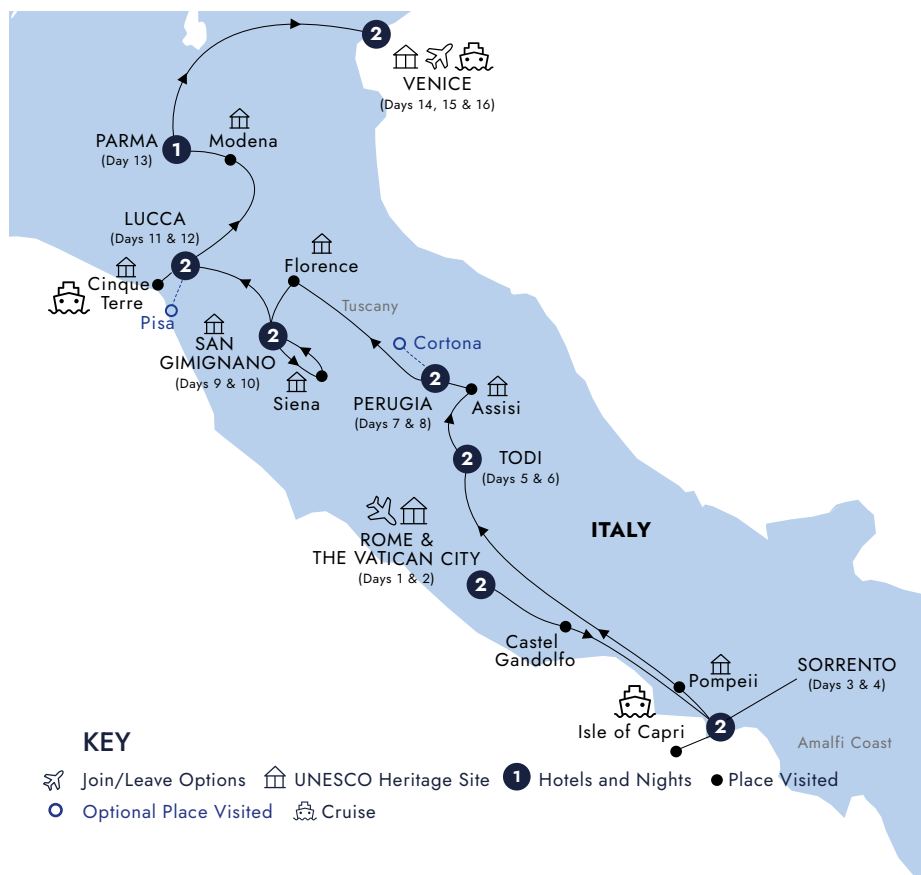 2
VENICE
(Days 14, 15 & 16)
PARMA
(Day 13)
1
Modena
LUCCA
(Days 11 & 12)
2
Cinque
Terre
Pisa
Florence
Tuscany
2
SAN
GIMIGNANO
(Days 9 & 10)
Siena
Cortona
2
PERUGIA
(Days 7 & 8)
Assisi
2
TODI
(Days 5 & 6)
ITALY
ROME &
THE VATICAN CITY
(Days 1 & 2)
2
Castel
Gandolfo
Pompeii
SORRENTO
(Days 3 & 4)
2
Isle of Capri
Amalfi Coast
KEY
Join/Leave Options UNESCO Heritage Site 1 Hotels and Nights Place Visited
Optional Place Visited Cruise